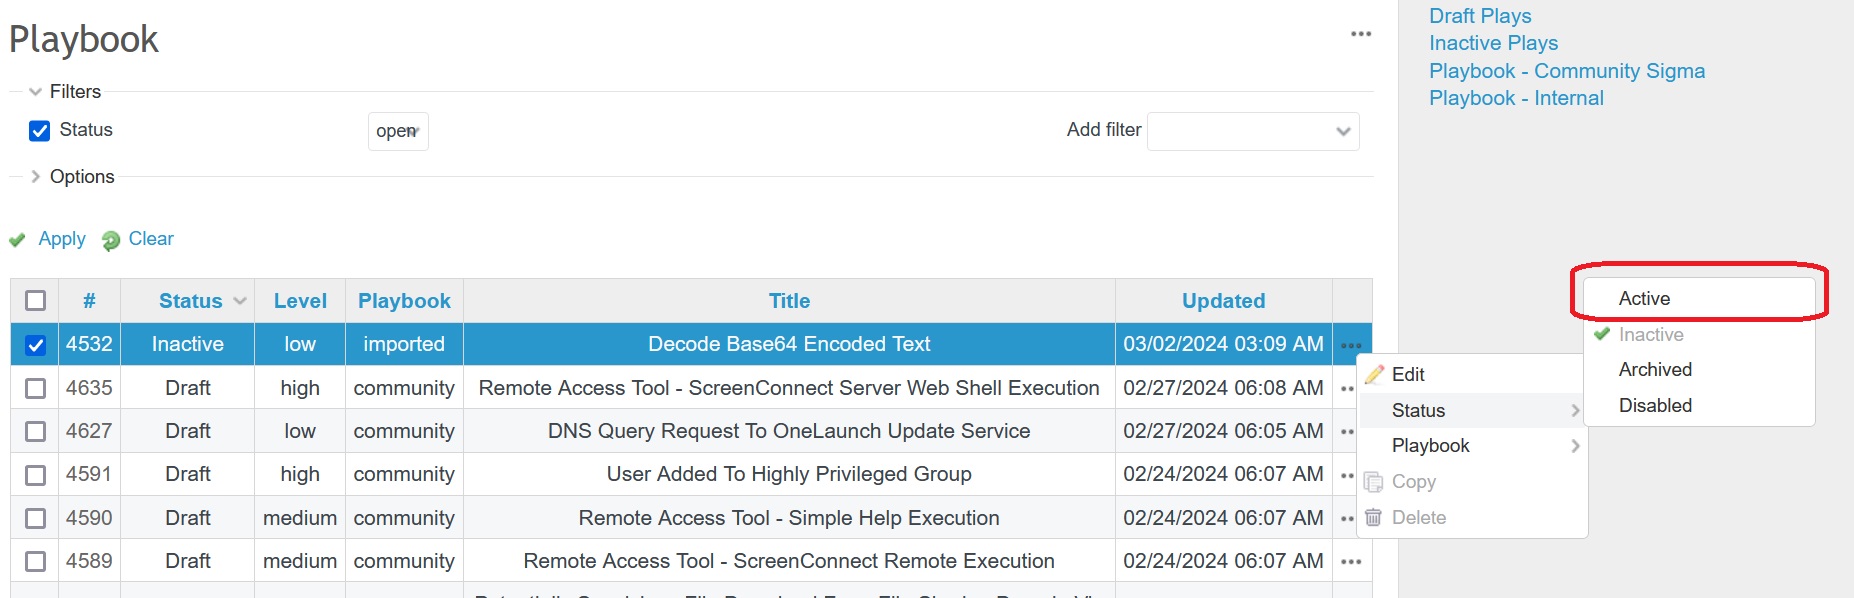 Playbook
Draft Plays
Inactive Plays
Playbook - Community Sigma
Playbook - Internal
Filters
Status open Add filter
Options
Apply Clear
# Status Level Playbook Title Updated
4532 Inactive low imported Decode Base64 Encoded Text 03/02/2024 03:09 AM
4635 Draft high community Remote Access Tool - ScreenConnect Server Web Shell Execution 02/27/2024 06:08 AM
4627 Draft low community DNS Query Request To OneLaunch Update Service 02/27/2024 06:05 AM
4591 Draft high community User Added To Highly Privileged Group 02/24/2024 06:07 AM
4590 Draft medium community Remote Access Tool - Simple Help Execution 02/24/2024 06:07 AM
4589 Draft medium community Remote Access Tool - ScreenConnect Remote Execution 02/24/2024 06:07 AM
Edit
Status
Playbook
Copy
Delete
Active
Inactive
Archived
Disabled